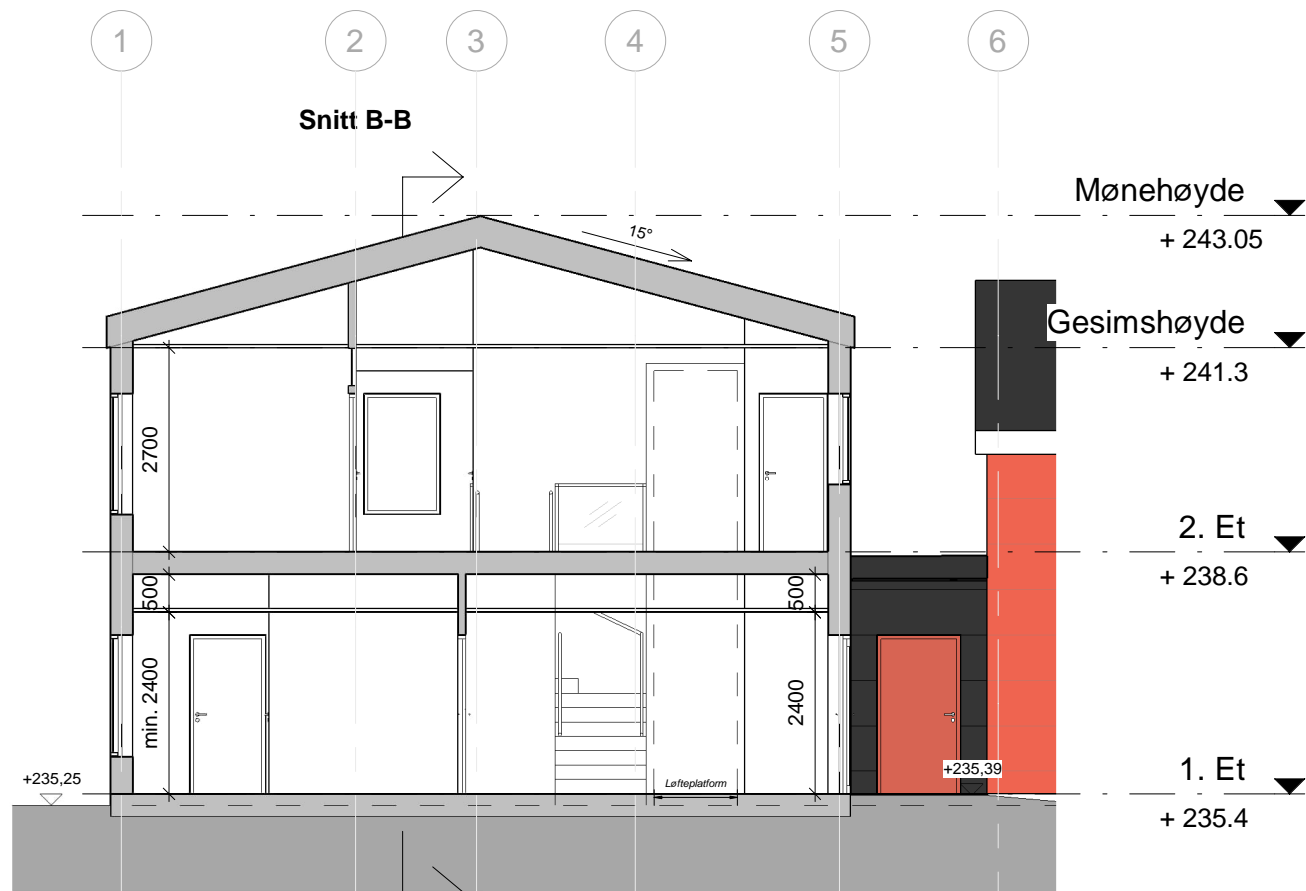 1 2 3 4 5 6
Snitt B-B
Mønehøyde
+ 243.05
15°
Gesimshøyde
+ 241.3
2700
2. Et
+ 238.6
500
500
min. 2400
2400
+235,25
Løfteplatform
+235,39
1. Et
+ 235.4